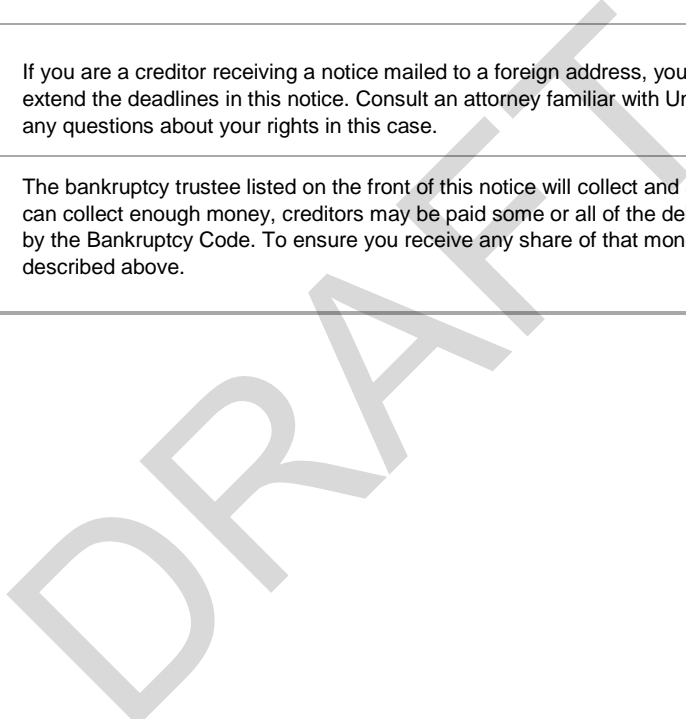 If you are a creditor receiving a notice mailed to a foreign address, you
extend the deadlines in this notice. Consult an attorney familiar with
any questions about your rights in this case.
The bankruptcy trustee listed on the front of this notice will collect and
can collect enough money, creditors may be paid some or all of the
by the Bankruptcy Code. To ensure you receive any share of that
described above.
DRAFT